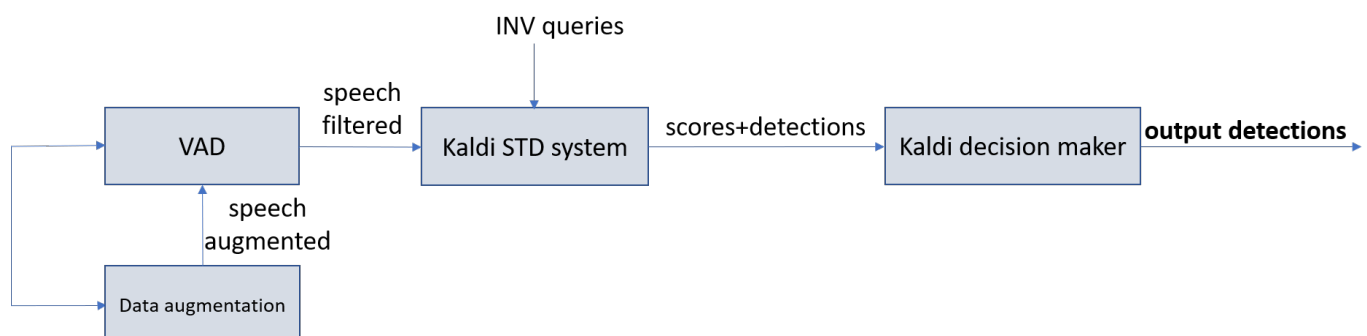 INV queries
speech
filtered
VAD
Kaldi STD system
scores+detections
Kaldi decision maker
output detections
speech
augmented
Data augmentation